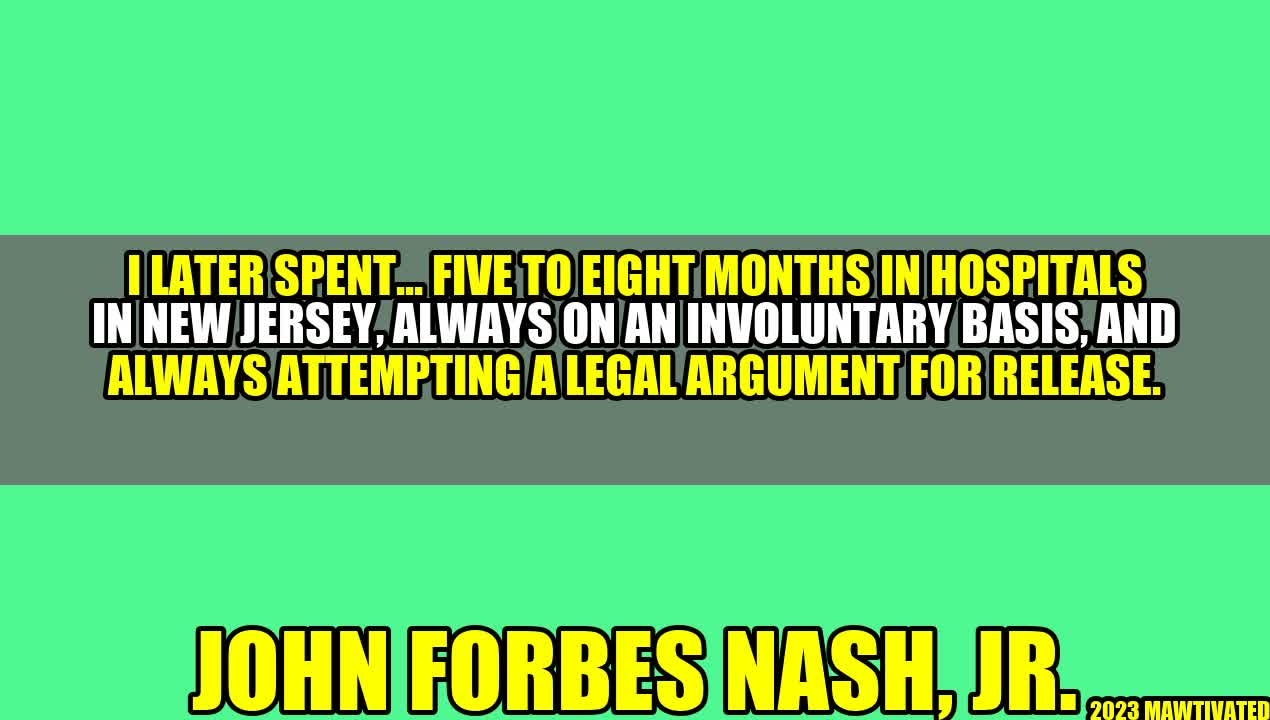 I LATER SPENT... FIVE TO EIGHT MONTHS IN HOSPITALS
IN NEW JERSEY, ALWAYS ON AN INVOLUNTARY BASIS, AND
ALWAYS ATTEMPTING A LEGAL ARGUMENT FOR RELEASE.
JOHN FORBES NASH, JR.
2023 MAWTIVATED